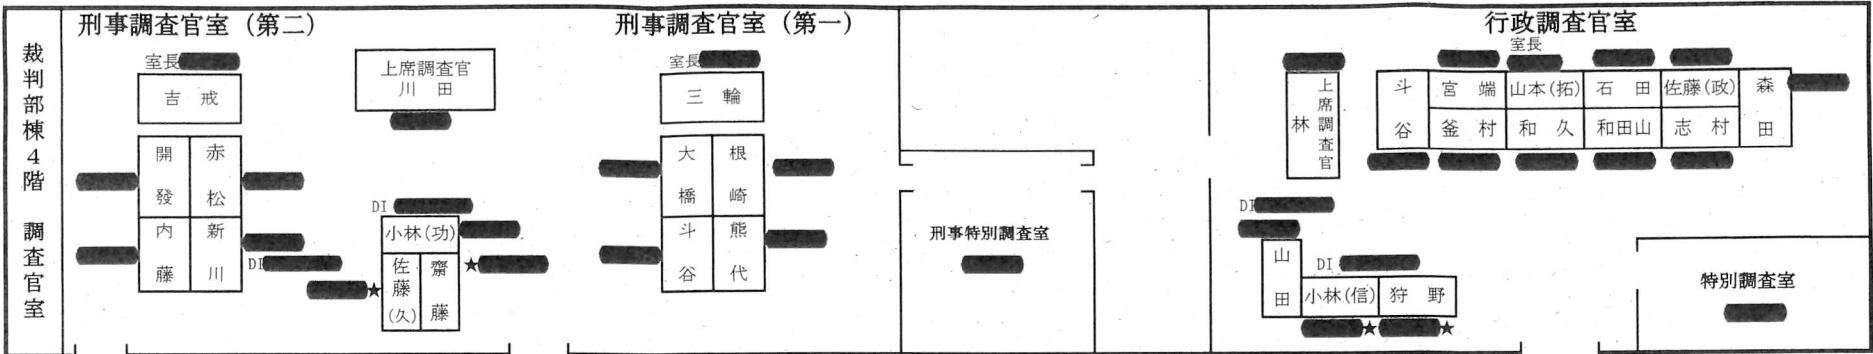 裁判部棟4階 調査官室
刑事調査官室（第二）
室長
吉戒
上席調査官
川田
開發
赤松
内藤
新川
DI
DI
小林(功)
佐藤(久)
齋藤
★
★
刑事調査官室（第一）
室長
三輪
大橋
根崎
斗谷
熊代
刑事特別調査室
行政調査官室
上席調査官
林
室長
斗谷
宮端
山本(拓)
石田
佐藤(政)
森田
釜村
和久
和田山
志村
DI
山田
DI
小林(信)
狩野
★
★
特別調査室